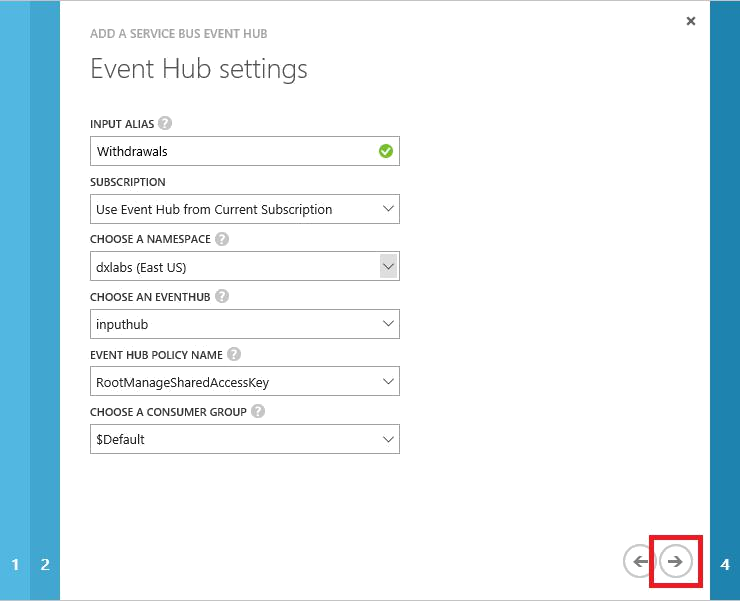 ADD A SERVICE BUS EVENT HUB
Event Hub settings
INPUT ALIAS ?
Withdrawals
SUBSCRIPTION
Use Event Hub from Current Subscription
CHOOSE A NAMESPACE ?
dxlabs (East US)
CHOOSE AN EVENTHUB ?
inputhub
EVENT HUB POLICY NAME ?
RootManageSharedAccessKey
CHOOSE A CONSUMER GROUP ?
$Default
1 2 4